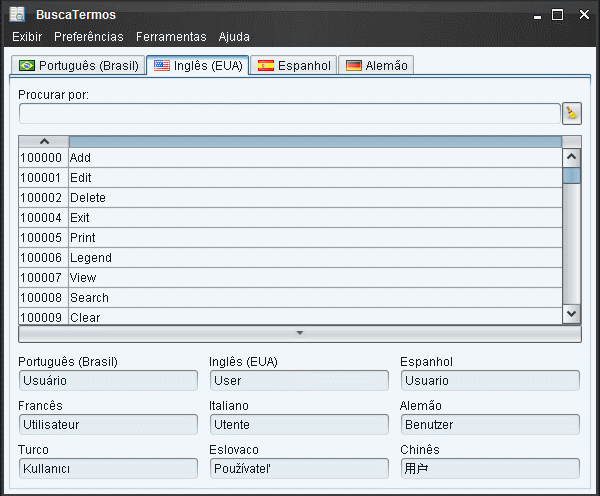 BuscaTermos
Exibir Preferências Ferramentas Ajuda
Português (Brasil) Inglês (EUA) Espanhol Alemão
Procurar por:
100000 Add
100001 Edit
100002 Delete
100004 Exit
100005 Print
100006 Legend
100007 View
100008 Search
100009 Clear
Português (Brasil) Inglês (EUA) Espanhol
Usuário User Usuario
Francês Italiano Alemão
Utilisateur Utente Benutzer
Turco Eslovaco Chinês
Kullanıcı Používateľ 用户